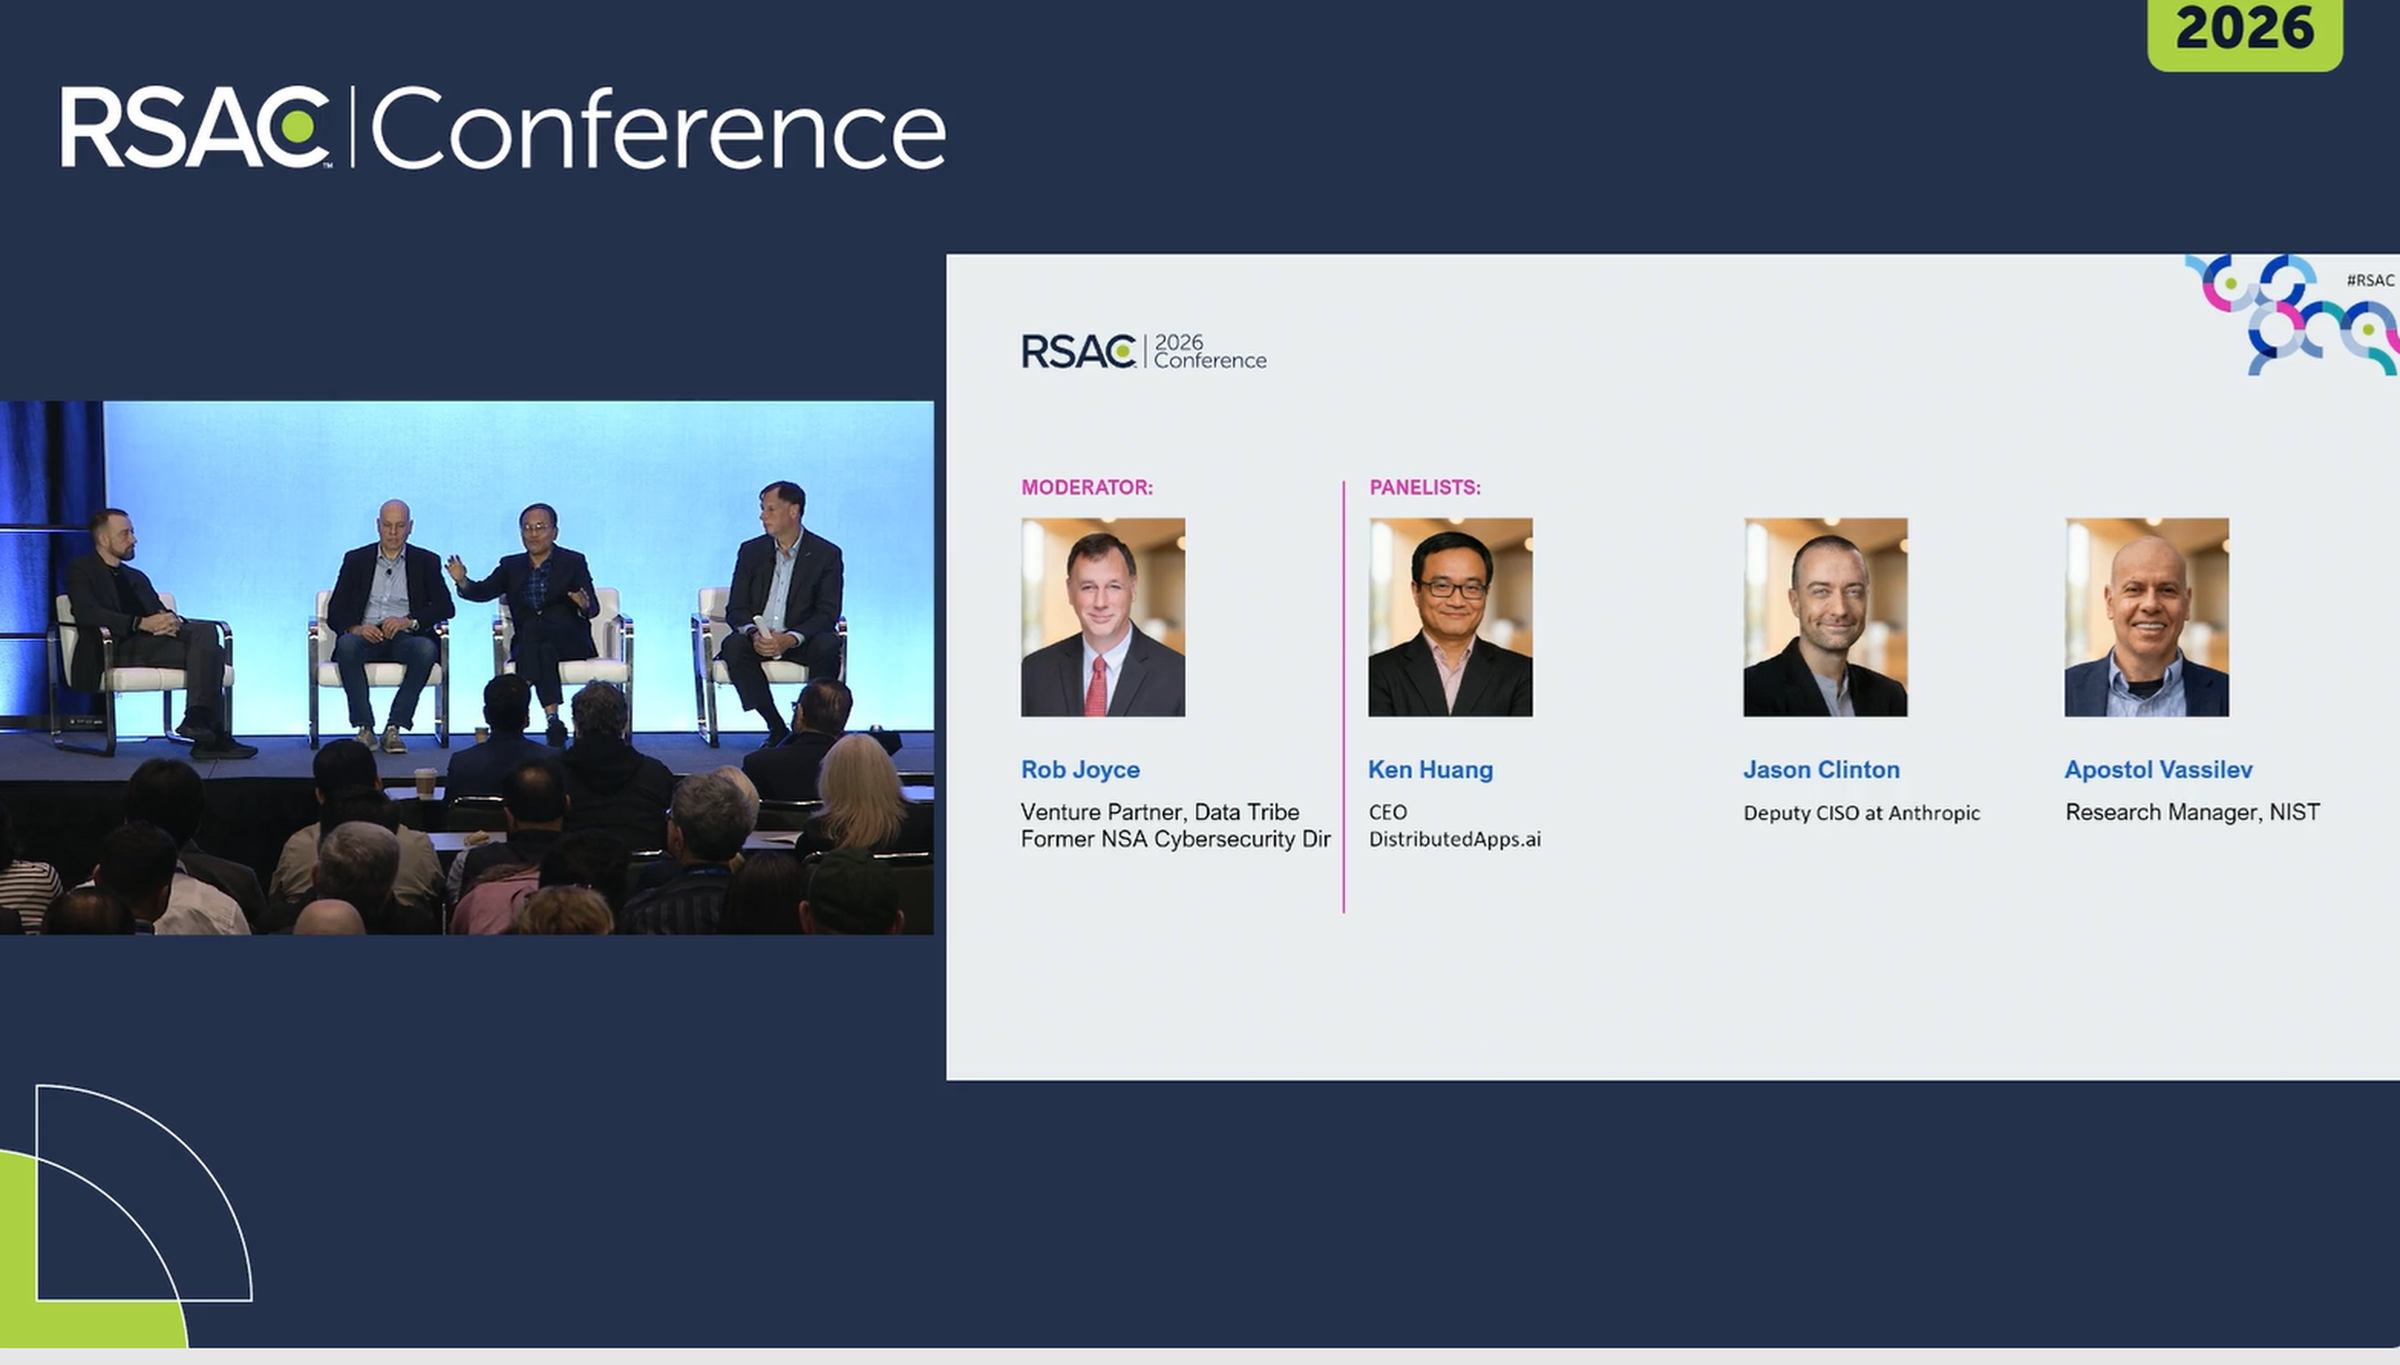 2026
RSAC™ Conference
#RSAC
RSAC 2026
Conference
MODERATOR:
PANELISTS:
Rob Joyce
Venture Partner, Data Tribe
Former NSA Cybersecurity Dir
Ken Huang
CEO
DistributedApps.ai
Jason Clinton
Deputy CISO at Anthropic
Apostol Vassilev
Research Manager, NIST